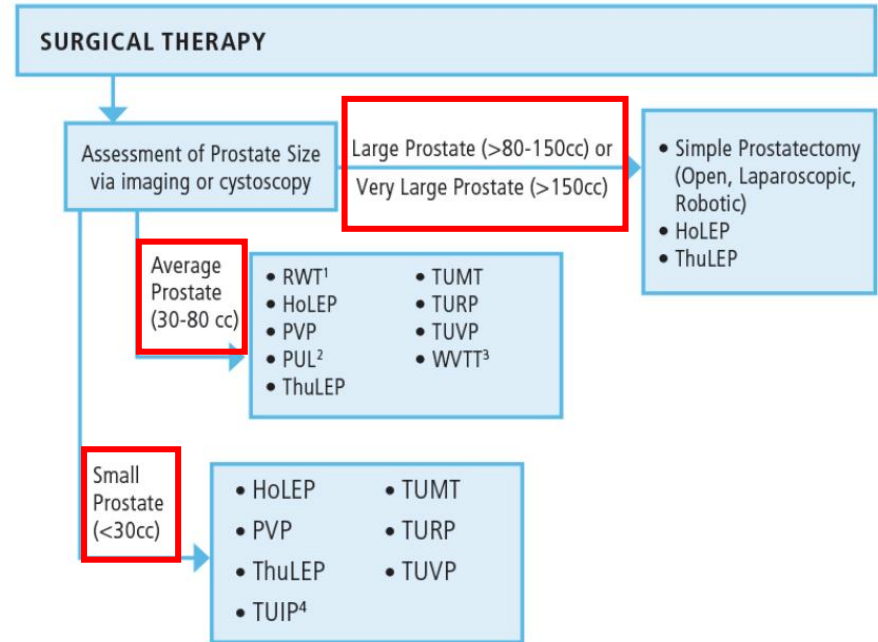 SURGICAL THERAPY
Assessment of Prostate Size
via imaging or cystoscopy
Large Prostate (>80-150cc) or
Very Large Prostate (>150cc)
• Simple Prostatectomy
(Open, Laparoscopic,
Robotic)
• HoLEP
• ThuLEP
Average
Prostate
(30-80 cc)
• RWT¹
• HoLEP
• PVP
• PUL²
• ThuLEP
• TUMT
• TURP
• TUVP
• WVTT³
Small
Prostate
(<30cc)
• HoLEP
• PVP
• ThuLEP
• TUIP⁴
• TUMT
• TURP
• TUVP